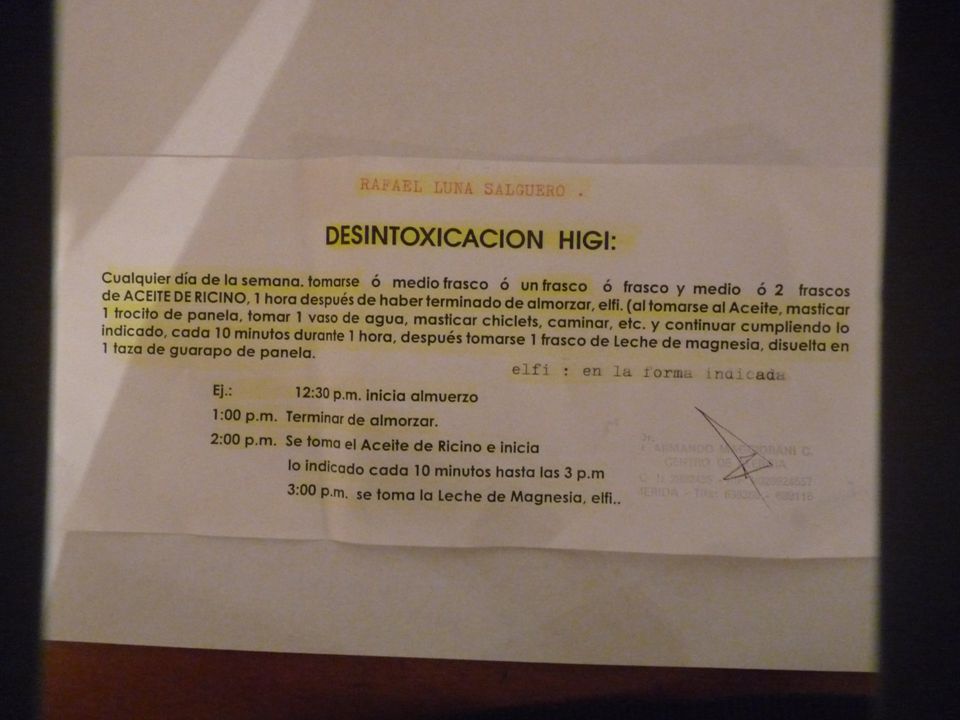 RAFAEL LUNA SALGUERO .
DESINTOXICACION HIGI:
Cualquier día de la semana. tomarse ó medio frasco ó un frasco ó frasco y medio ó 2 frascos
de ACEITE DE RICINO, 1 hora después de haber terminado de almorzar, elfi. (al tomarse al Aceite, masticar
1 trocito de panela, tomar 1 vaso de agua, masticar chiclets, caminar, etc. y continuar cumpliendo lo
indicado, cada 10 minutos durante 1 hora, después tomarse 1 frasco de Leche de magnesia, disuelta en
1 taza de guarapo de panela.
elfi : en la forma indicada
Ej.: 12:30 p.m. inicia almuerzo
1:00 p.m. Terminar de almorzar.
2:00 p.m. Se toma el Aceite de Ricino e inicia
lo indicado cada 10 minutos hasta las 3 p.m
3:00 p.m. se toma la Leche de Magnesia, elfi..
Dr.
ARMANDO C.
CENTRO DE
MERIDA